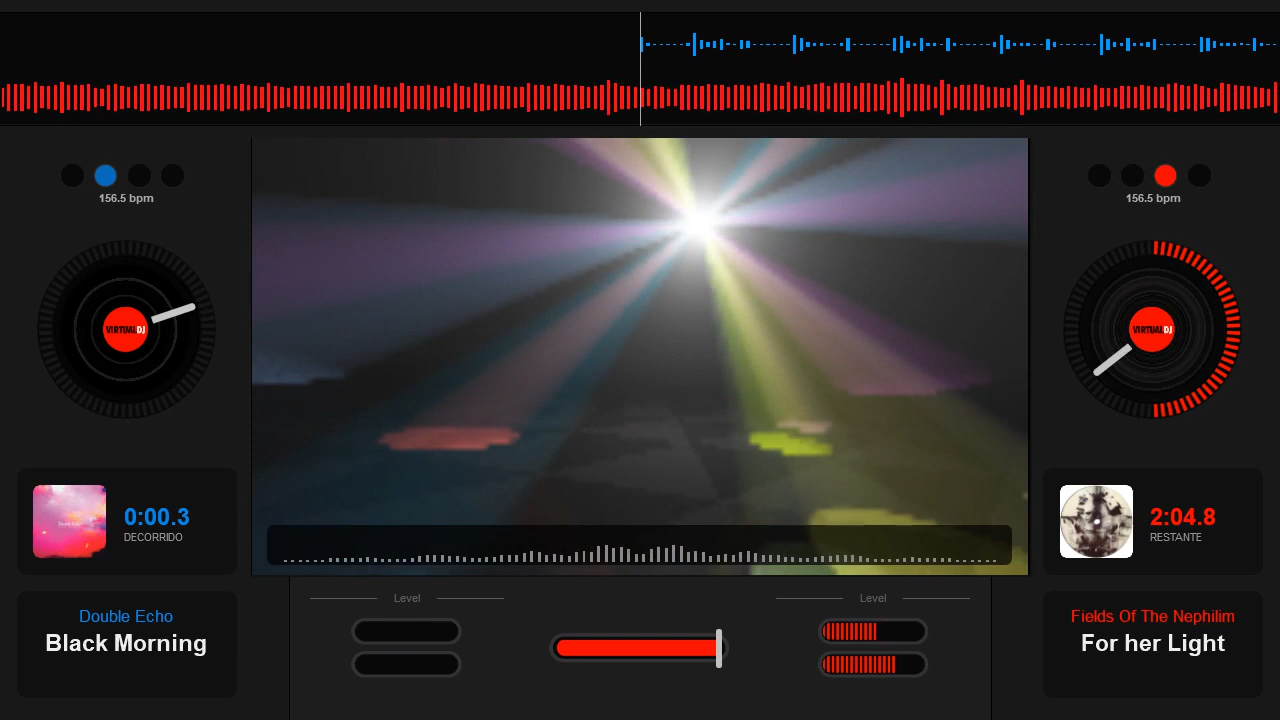 156.5 bpm
156.5 bpm
VIRTUALDJ
VIRTUALDJ
0:00.3
DECORRIDO
2:04.8
RESTANTE
Double Echo
Black Morning
Level
Level
Fields Of The Nephilim
For her Light